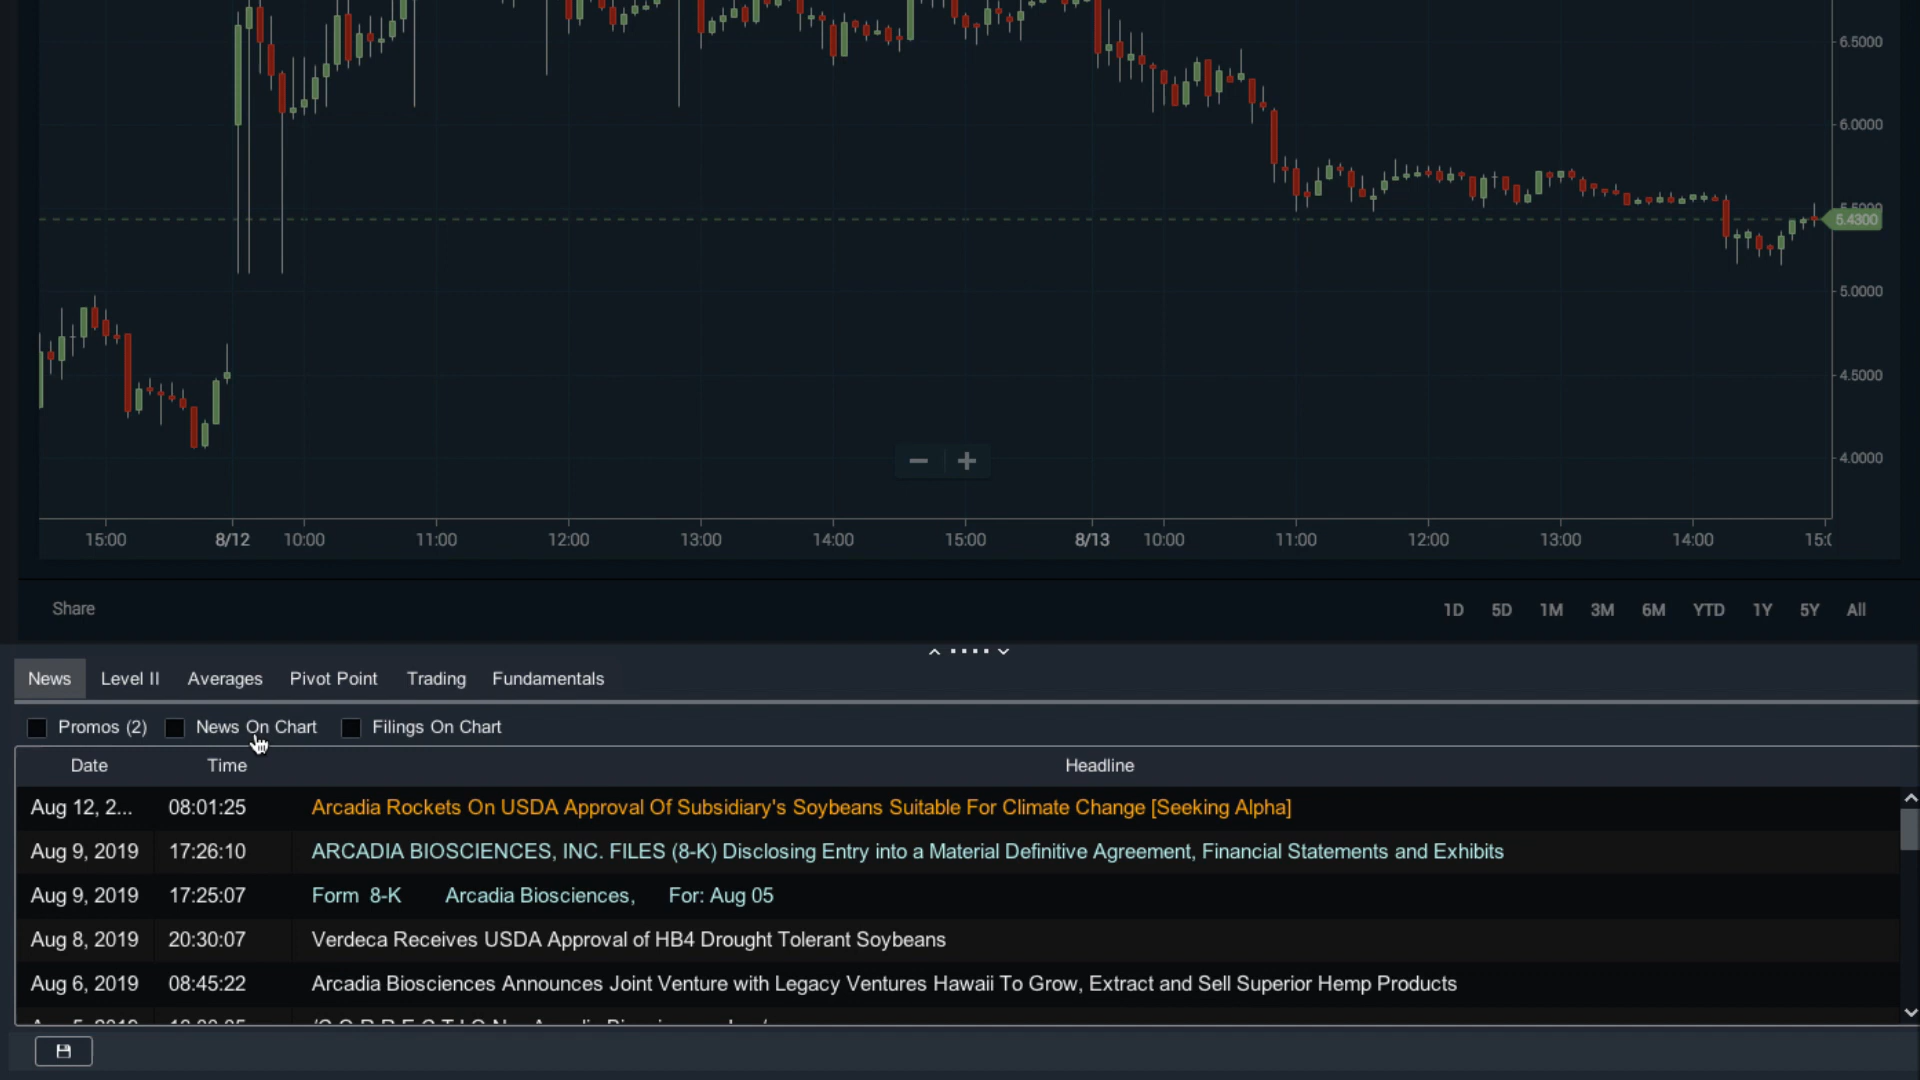 6.5000
6.0000
5.4300
5.0000
4.5000
4.0000
15:00 8/12 10:00 11:00 12:00 13:00 14:00 15:00 8/13 10:00 11:00 12:00 13:00 14:00
Share 1D 5D 1M 3M 6M YTD 1Y 5Y All
News Level II Averages Pivot Point Trading Fundamentals
Promos (2) News On Chart Filings On Chart
Date Time Headline
Aug 12, 2... 08:01:25 Arcadia Rockets On USDA Approval Of Subsidiary's Soybeans Suitable For Climate Change [Seeking Alpha]
Aug 9, 2019 17:26:10 ARCADIA BIOSCIENCES, INC. FILES (8-K) Disclosing Entry into a Material Definitive Agreement, Financial Statements and Exhibits
Aug 9, 2019 17:25:07 Form 8-K Arcadia Biosciences, For: Aug 05
Aug 8, 2019 20:30:07 Verdeca Receives USDA Approval of HB4 Drought Tolerant Soybeans
Aug 6, 2019 08:45:22 Arcadia Biosciences Announces Joint Venture with Legacy Ventures Hawaii To Grow, Extract and Sell Superior Hemp Products